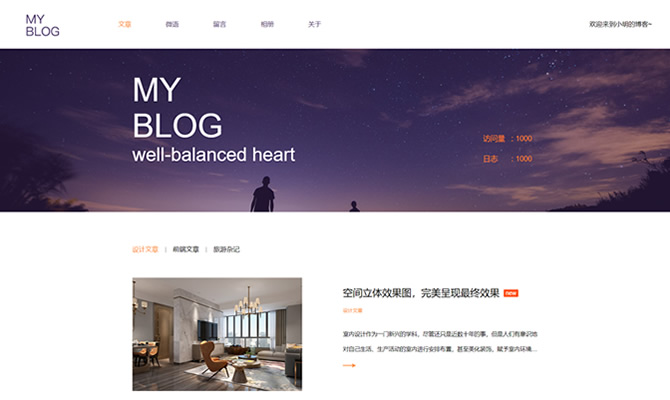 MY
BLOG
文章 微语 留言 相册 关于
欢迎来到小胡的博客~
MY
BLOG
well-balanced heart
访问量 ：1000
日志 ：1000
设计文章 | 前端文章 | 旅游杂记
空间立体效果图，完美呈现最终效果 new
设计文章
室内设计作为一门新兴的学科，尽管还只是近数十年的事，但是人们有意识地
对自己生活、生产活动的室内进行安排布置，甚至美化装饰，赋予室内环境...